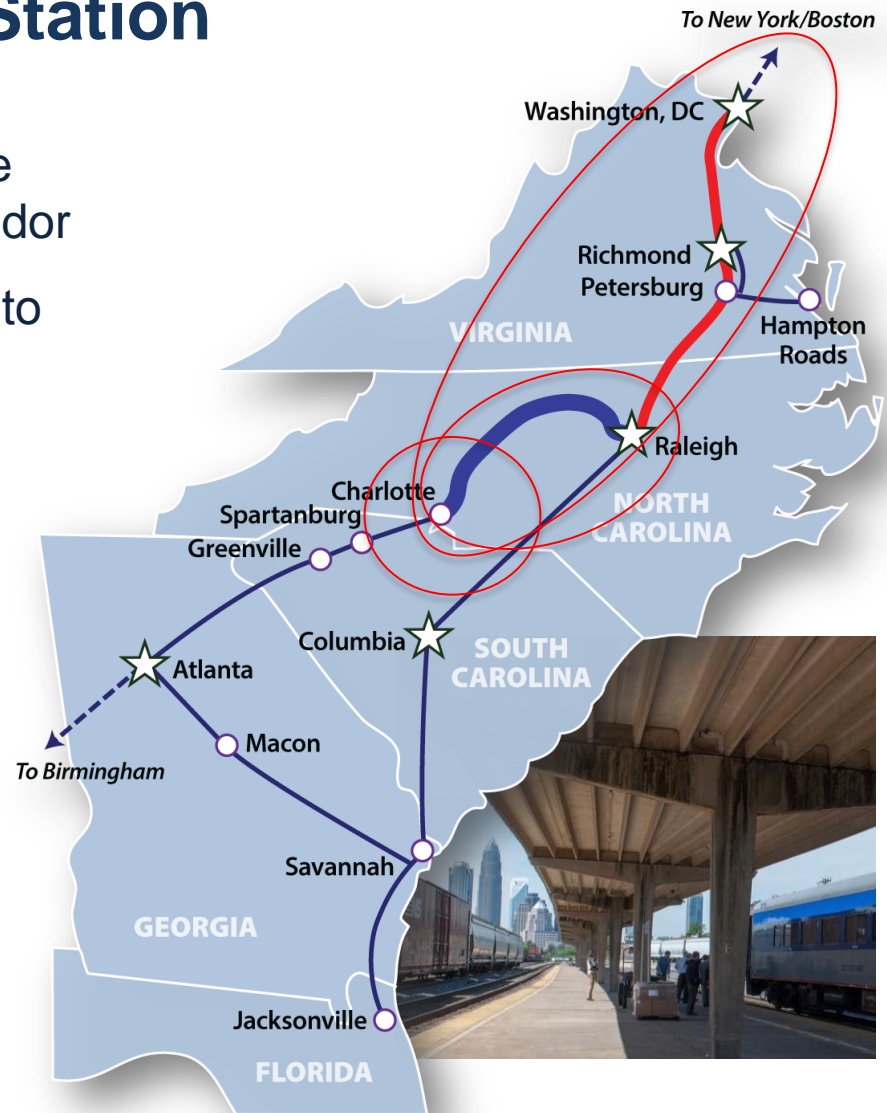 Station
To New York/Boston
Washington, DC
dor
Richmond
Petersburg
to
Hampton
Roads
VIRGINIA
Raleigh
Charlotte
NORTH
CAROLINA
Spartanburg
Greenville
Columbia
SOUTH
CAROLINA
Atlanta
Macon
To Birmingham
Savannah
GEORGIA
Jacksonville
FLORIDA